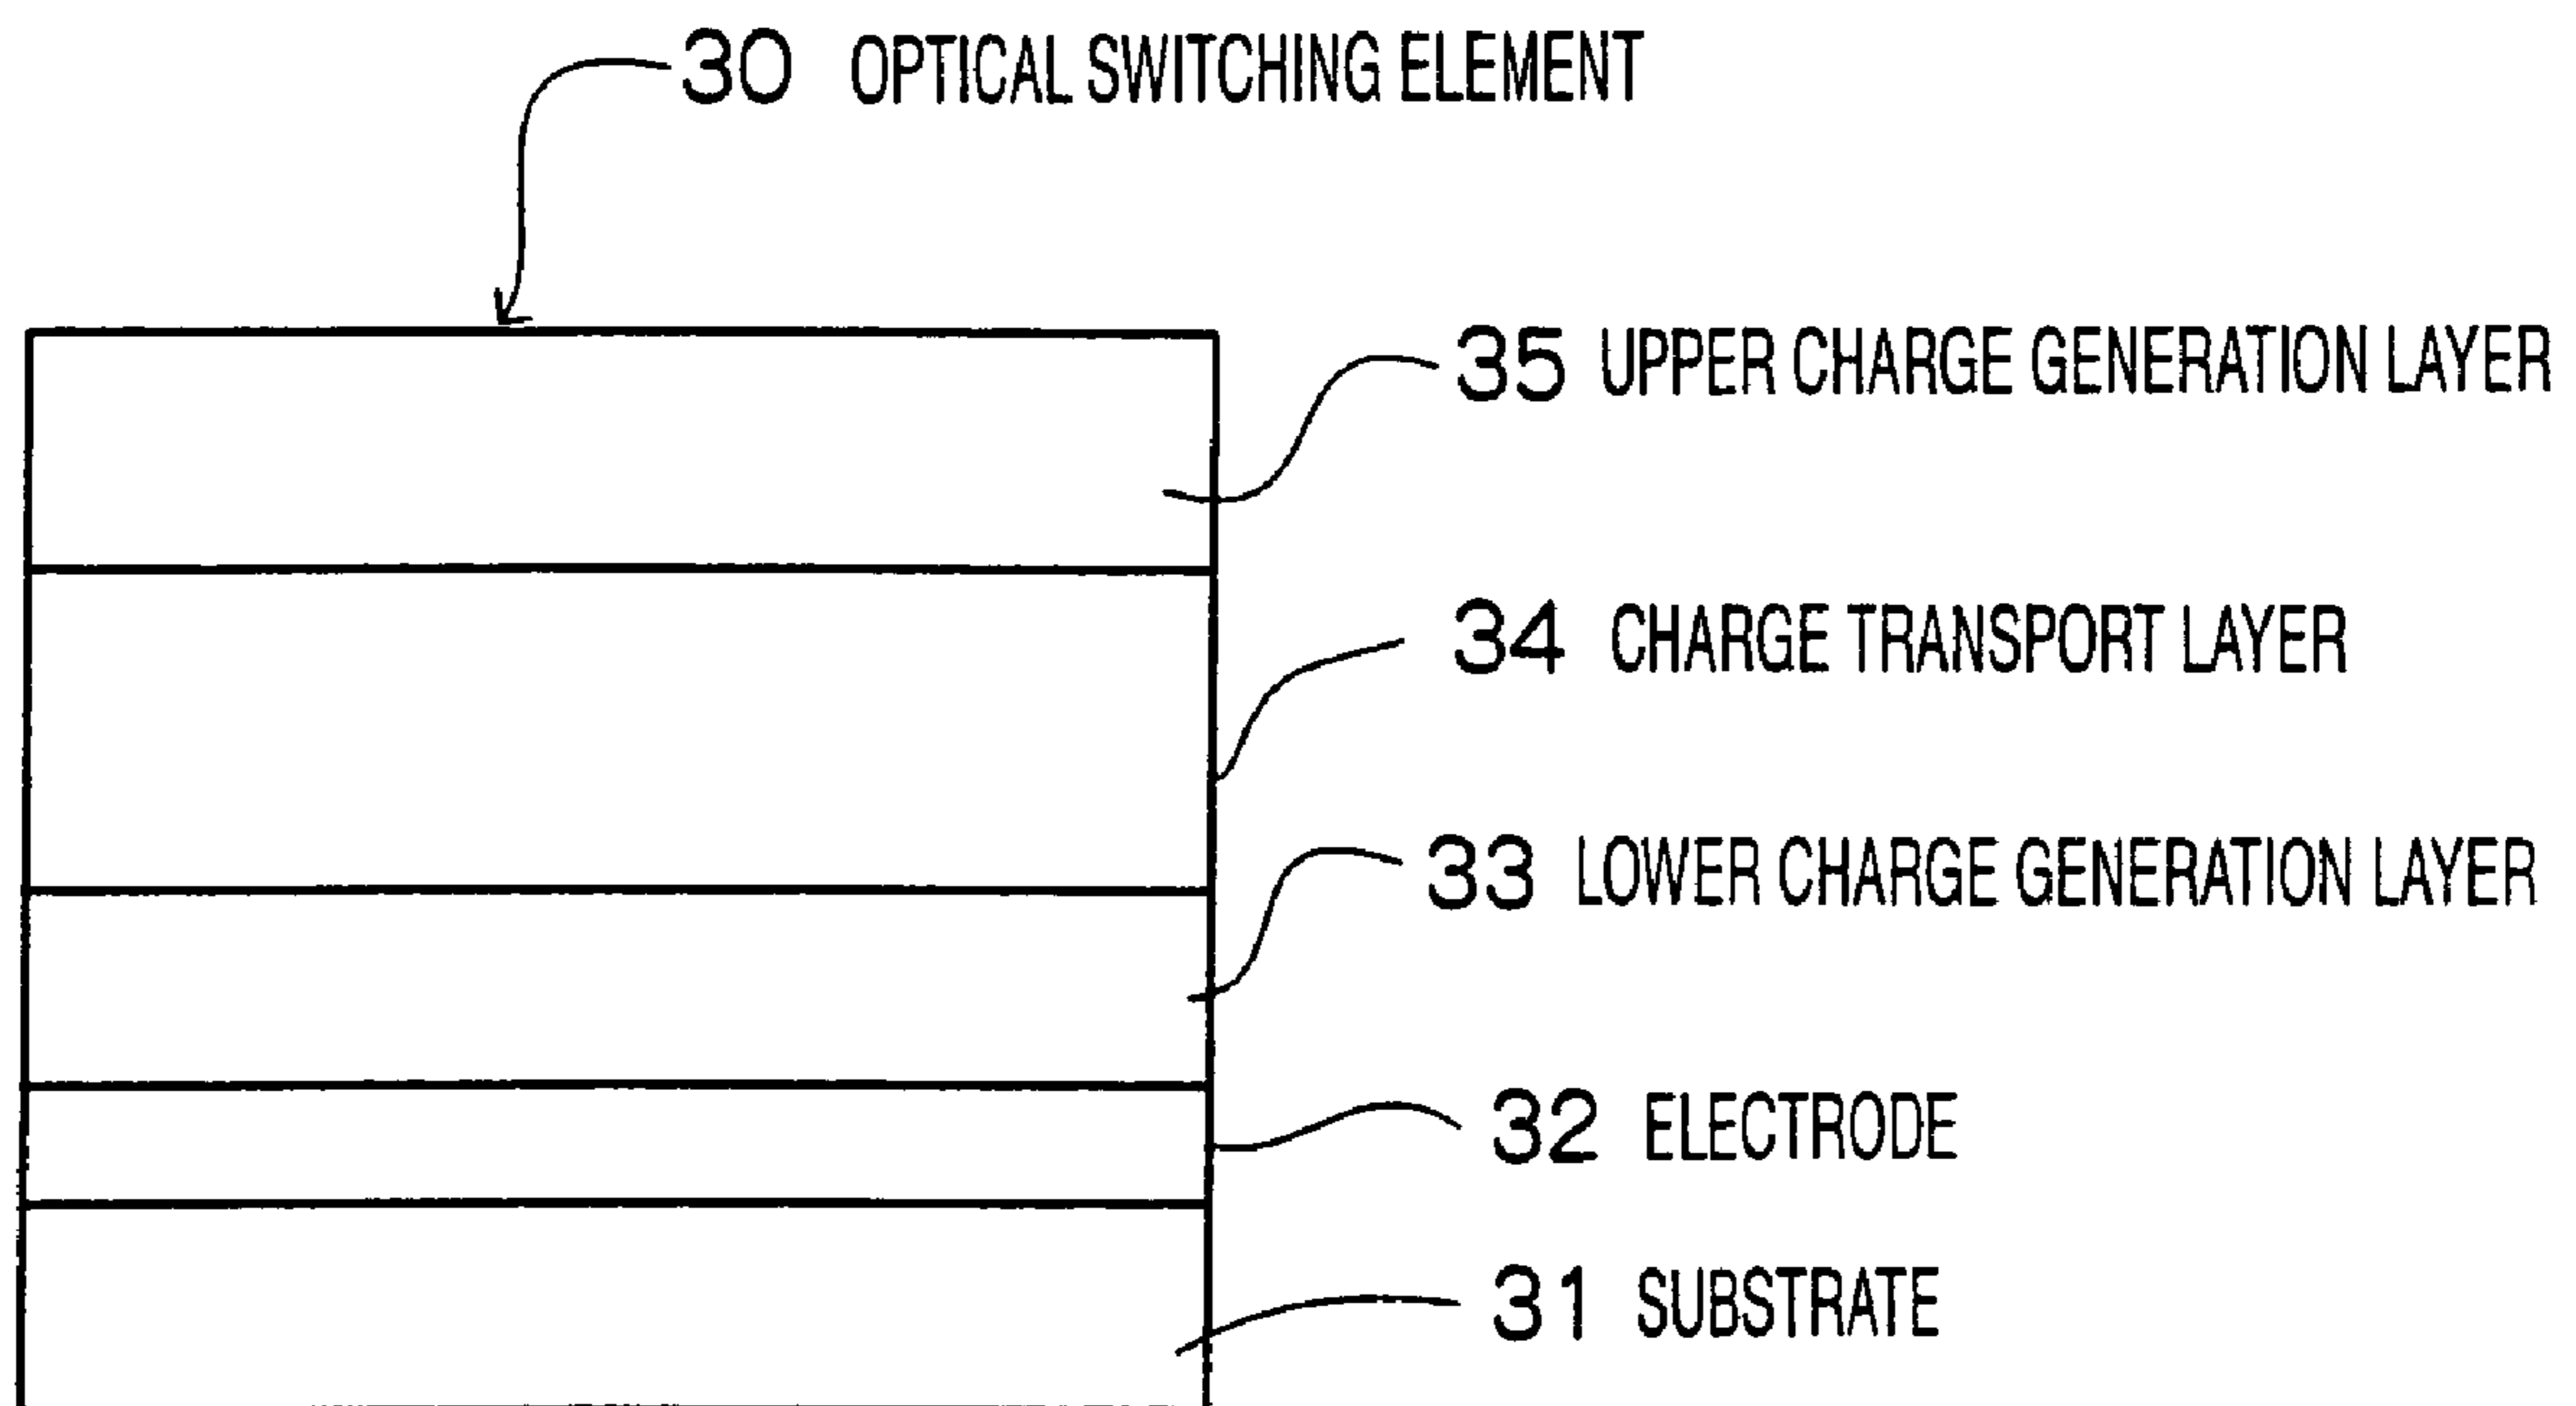 30 OPTICAL SWITCHING ELEMENT
35 UPPER CHARGE GENERATION LAYER
34 CHARGE TRANSPORT LAYER
33 LOWER CHARGE GENERATION LAYER
32 ELECTRODE
31 SUBSTRATE